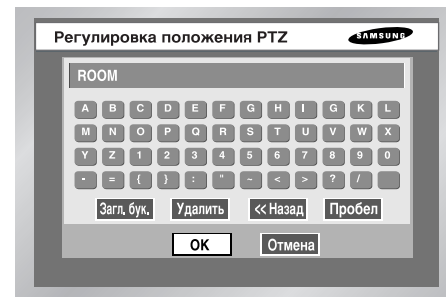 Регулировка положения PTZ SAMSUNG
ROOM
A B C D E F G H I G K L
M N O P Q R S T U V W X
Y Z 1 2 3 4 5 6 7 8 9 0
- = { } : " ~ < > ? /
Загл. бук. Удалить << Назад Пробел
OK Отмена